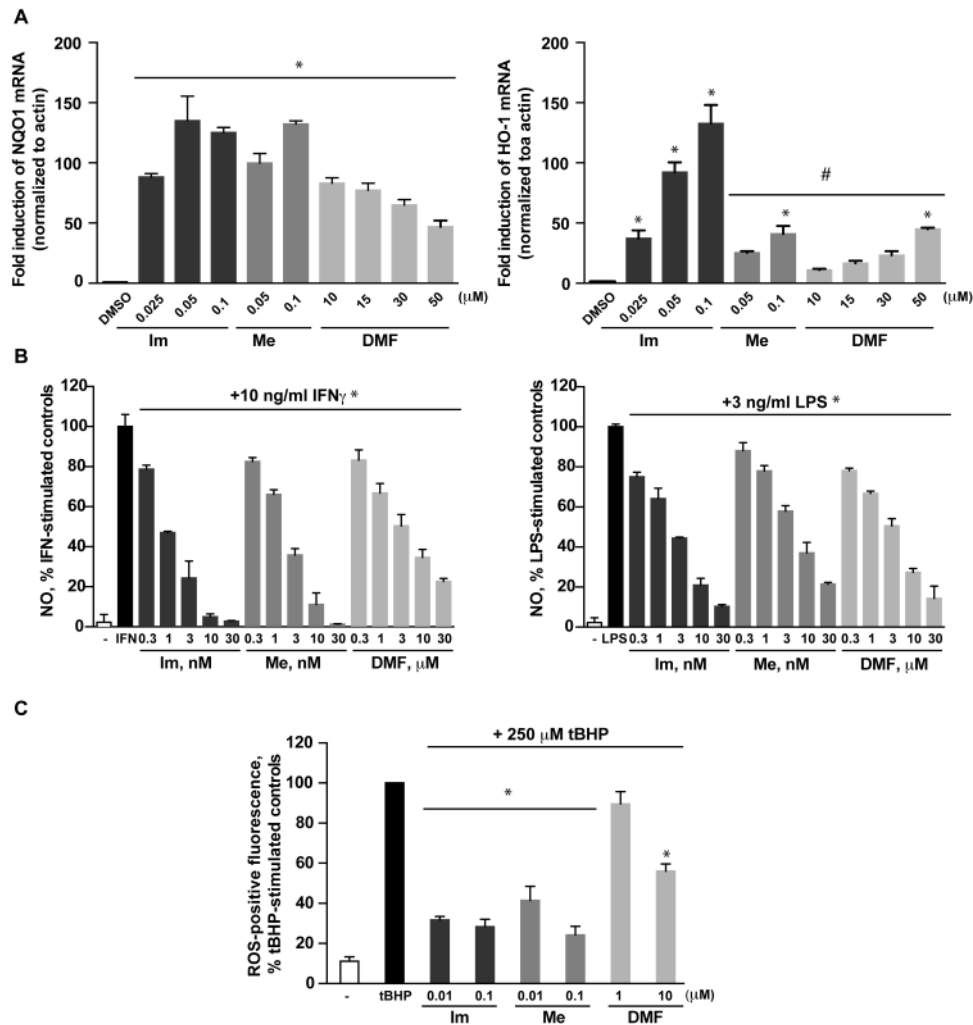 A
Fold induction of NQO1 mRNA
(normalized to actin)
200
150
100
50
0
*
DMSO 0.025 0.05 0.1 0.05 0.1 10 15 30 50 (μM)
Im Me DMF
Fold induction of HO-1 mRNA
(normalized toa actin)
200
150
100
50
0
* * * * # *
DMSO 0.025 0.05 0.1 0.05 0.1 10 15 30 50 (μM)
Im Me DMF
B
NO, % IFN-stimulated controls
120
100
80
60
40
20
0
+10 ng/ml IFNγ *
- IFN 0.3 1 3 10 30 0.3 1 3 10 30 0.3 1 3 10 30
Im, nM Me, nM DMF, μM
NO, % LPS-stimulated controls
120
100
80
60
40
20
0
+3 ng/ml LPS *
- LPS 0.3 1 3 10 30 0.3 1 3 10 30 0.3 1 3 10 30
Im, nM Me, nM DMF, μM
C
ROS-positive fluorescence,
% tBHP-stimulated controls
120
100
80
60
40
20
0
+ 250 μM tBHP
*
*
- tBHP 0.01 0.1 0.01 0.1 1 10 (μM)
Im Me DMF